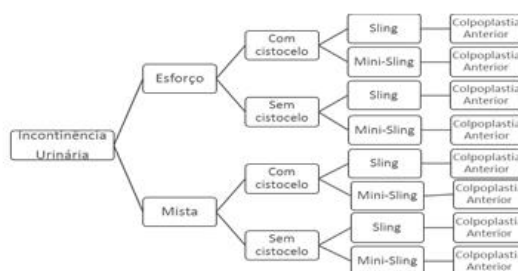 Incontinência
Urinária
Esforço
Mista
Com
cistocelo
Sem
cistocelo
Com
cistocelo
Sem
cistocelo
Sling
Mini-Sling
Sling
Mini-Sling
Sling
Mini-Sling
Sling
Mini-Sling
Colpoplastia
Anterior
Colpoplastia
Anterior
Colpoplastia
Anterior
Colpoplastia
Anterior
Colpoplastia
Anterior
Colpoplastia
Anterior
Colpoplastia
Anterior
Colpoplastia
Anterior